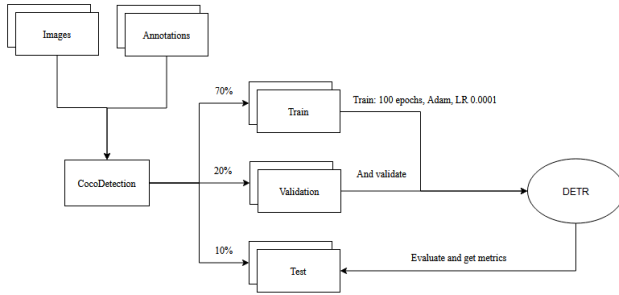 Images
Annotations
70%
Train
Train: 100 epochs, Adam, LR 0.0001
CocoDetection
20%
Validation
And validate
DETR
10%
Test
Evaluate and get metrics